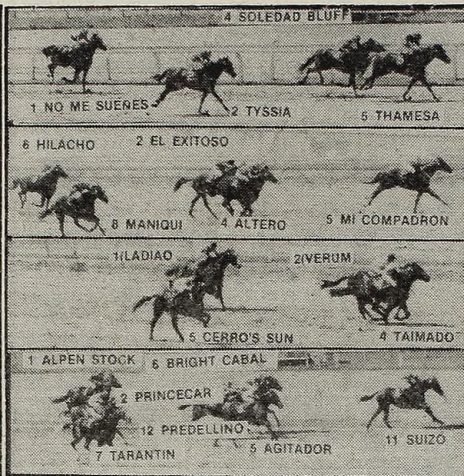 4 SOLEDAD BLUFF
1 NO ME SUEÑES
2 TYSSIA
5 THAMESA
6 HILACHO
2 EL EXITOSO
8 MANIQUI
4 ALTERO
5 MI COMPADRON
1(LADIAO
2(VERUM
5 CERRO'S SUN
4 TAIMADO
1 ALPEN STOCK
6 BRIGHT CABAL
2 PRINCECAR
12 PREDELLINO
5 AGITADOR
11 SUIZO
7 TARANTIN